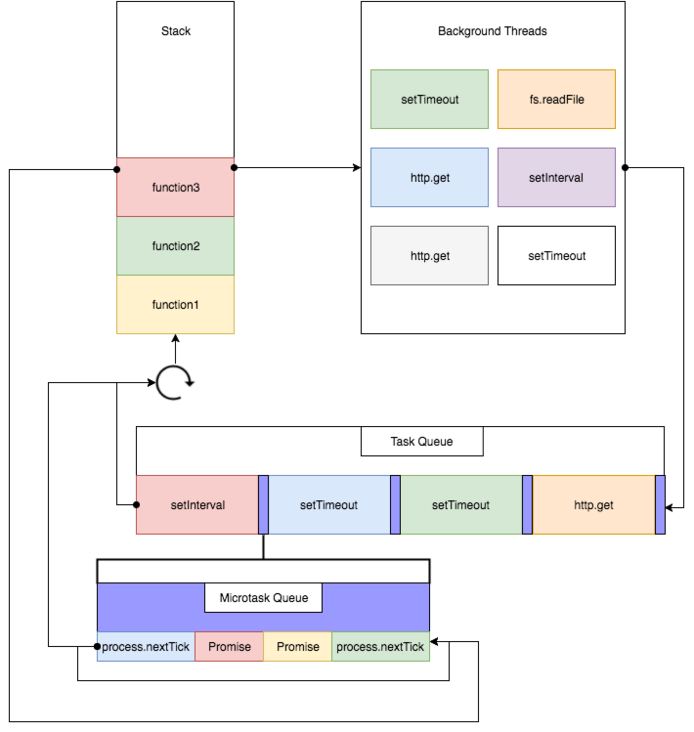 Stack
Background Threads
setTimeout
fs.readFile
function3
http.get
setInterval
function2
http.get
setTimeout
function1
Task Queue
setInterval
setTimeout
setTimeout
http.get
Microtask Queue
process.nextTick
Promise
Promise
process.nextTick